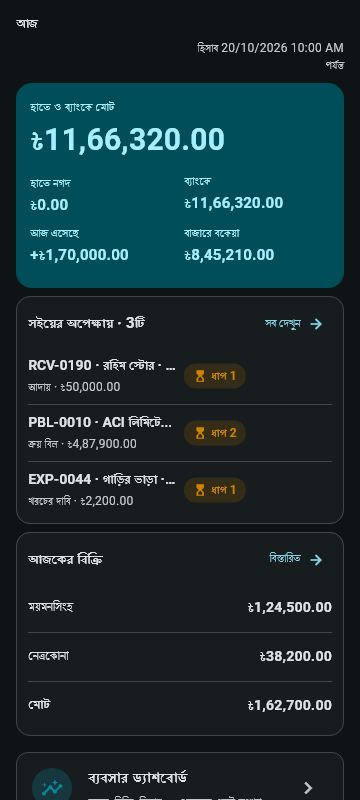 আজ
হিসাব 20/10/2026 10:00 AM
পর্যন্ত
হাতে ও ব্যাংকে মোট
৳11,66,320.00
হাতে নগদ
ব্যাংকে
৳0.00
৳11,66,320.00
আজ এসেছে
বাজারে বকেয়া
+৳1,70,000.00
৳8,45,210.00
সইয়ের অপেক্ষায় · 3টি
সব দেখুন
RCV-0190 · রহিম স্টোর · ...
আদায় · ৳50,000.00
ধাপ 1
PBL-0010 · ACI লিমিটে...
ক্রয় বিল · ৳4,87,900.00
ধাপ 2
EXP-0044 · গাড়ির ভাড়া ·...
খরচের দাবি · ৳2,200.00
ধাপ 1
আজকের বিক্রি
বিস্তারিত
ময়মনসিংহ
৳1,24,500.00
নেত্রকোনা
৳38,200.00
মোট
৳1,62,700.00
ব্যবসার ড্যাশবোর্ড